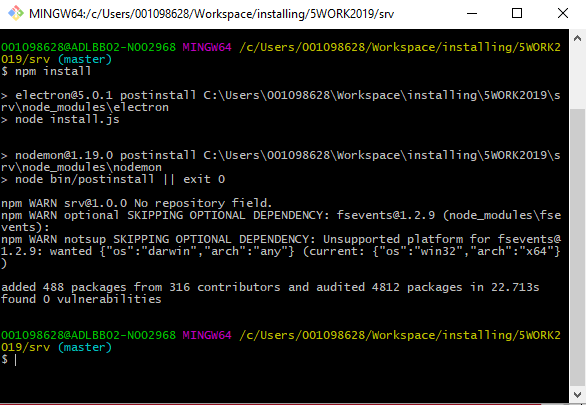 MINGW64:/c/Users/001098628/Workspace/installing/5WORK2019/srv
001098628@ADLBB02-N002968 MINGW64 /c/Users/001098628/Workspace/installing/5WORK2
019/srv (master)
$ npm install
> electron@5.0.1 postinstall C:\Users\001098628\Workspace\installing\5WORK2019\s
rv\node_modules\electron
> node install.js
> nodemon@1.19.0 postinstall C:\Users\001098628\Workspace\installing\5WORK2019\s
rv\node_modules\nodemon
> node bin/postinstall || exit 0
npm WARN srv@1.0.0 No repository field.
npm WARN optional SKIPPING OPTIONAL DEPENDENCY: fsevents@1.2.9 (node_modules\fse
vents):
npm WARN notsup SKIPPING OPTIONAL DEPENDENCY: Unsupported platform for fsevents@
1.2.9: wanted {"os":"darwin","arch":"any"} (current: {"os":"win32","arch":"x64"}
)
added 488 packages from 316 contributors and audited 4812 packages in 22.713s
found 0 vulnerabilities
001098628@ADLBB02-N002968 MINGW64 /c/Users/001098628/Workspace/installing/5WORK2
019/srv (master)
$